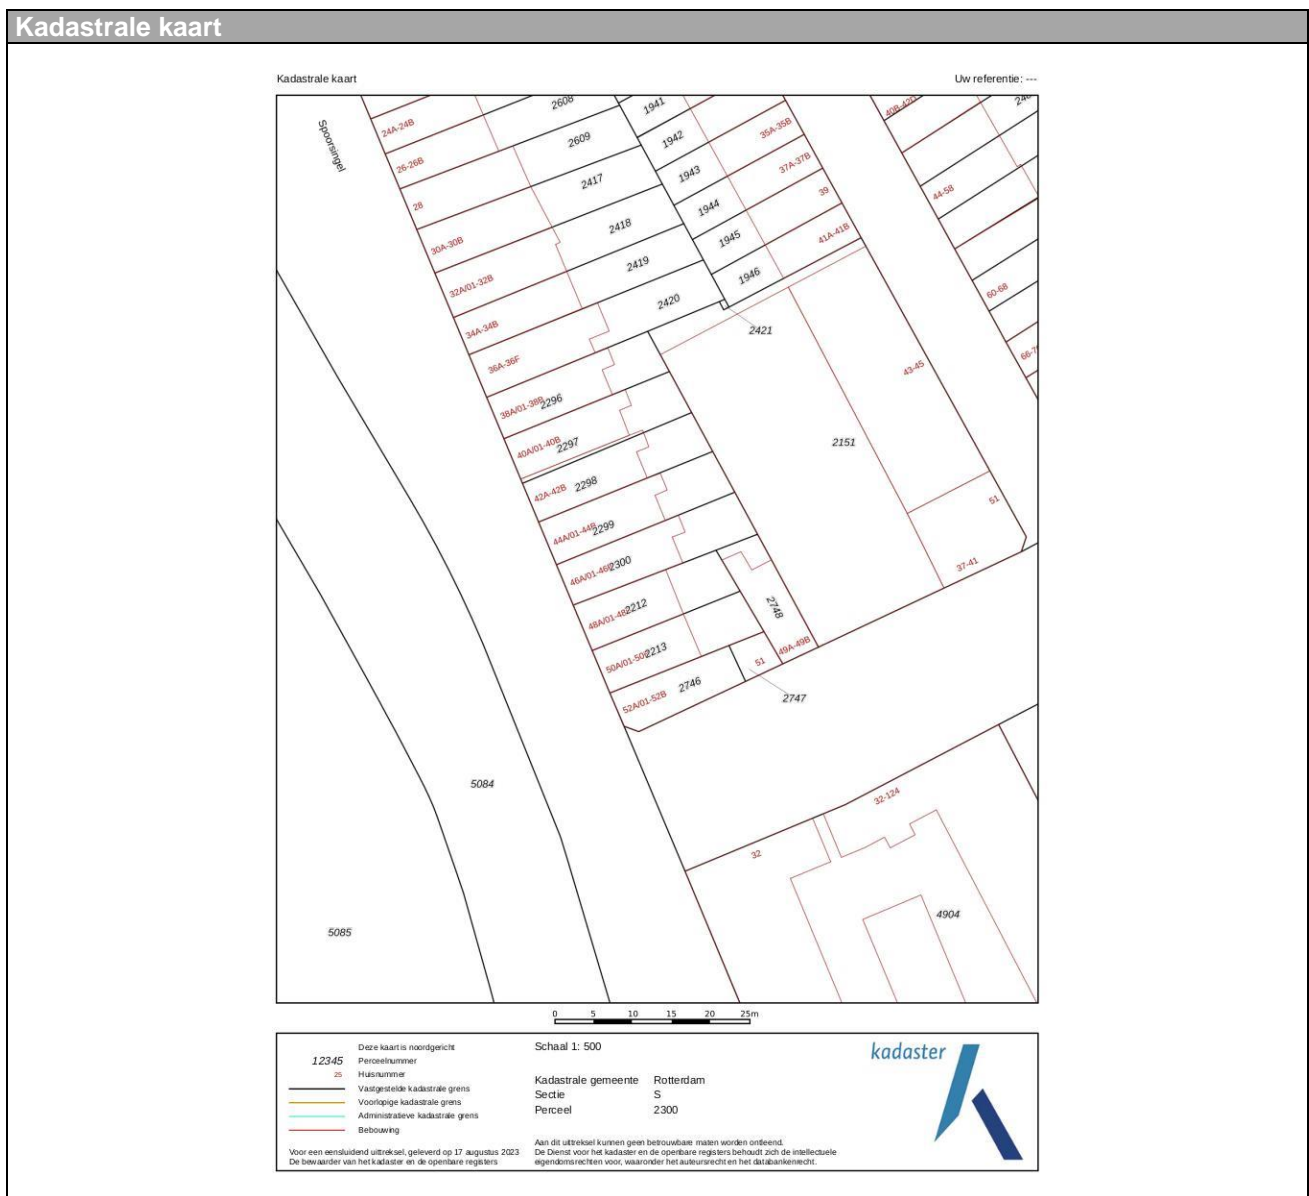 Kadastrale kaart
Kadastrale kaart
Uw referentie: ---
Spoorsingel
24A-24B
26-26B
28
30A-30B
32A/01-32B
34A-34B
36A-36F
38A/01-38B
40A/01-40B
42A-42B
44A/01-44B
46A/01-46
48A/01-48
50A/01-50
52A/01-52B
2608
2609
2417
2418
2419
2420
2296
2297
2298
2299
2300
2212
2213
2746
1941
1942
1943
1944
1945
1946
2421
35A-35B
37A-37B
39
41A-41B
40B-42D
44-58
60-68
43-45
2151
51
37-41
2748
49A-49B
51
2747
5084
5085
32-124
32
4904
0 5 10 15 20 25m
Deze kaart is noordgericht
12345 Perceelnummer
25 Huisnummer
Vastgestelde kadastrale grens
Voorlopige kadastrale grens
Administratieve kadastrale grens
Bebouwing
Voor een eensluidend uittreksel, geleverd op 17 augustus 2023
De bewaarder van het kadaster en de openbare registers
Schaal 1: 500
Kadastrale gemeente Rotterdam
Sectie S
Perceel 2300
Aan dit uittreksel kunnen geen betrouwbare maten worden ontleend.
De Dienst voor het kadaster en de openbare registers behoudt zich de intellectuele
eigendomsrechten voor, waaronder het auteursrecht en het databankenrecht.
kadaster